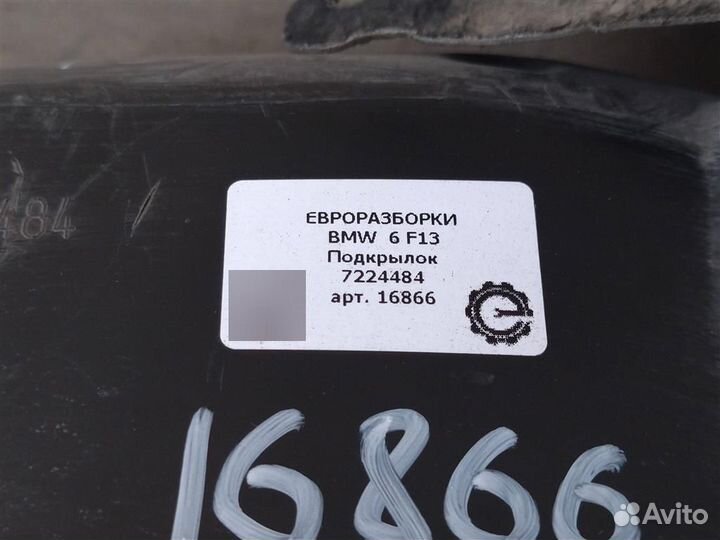 ЕВРОРАЗБОРКИ
BMW 6 F13
Подкрылок
7224484
арт. 16866
484
16866
Avito